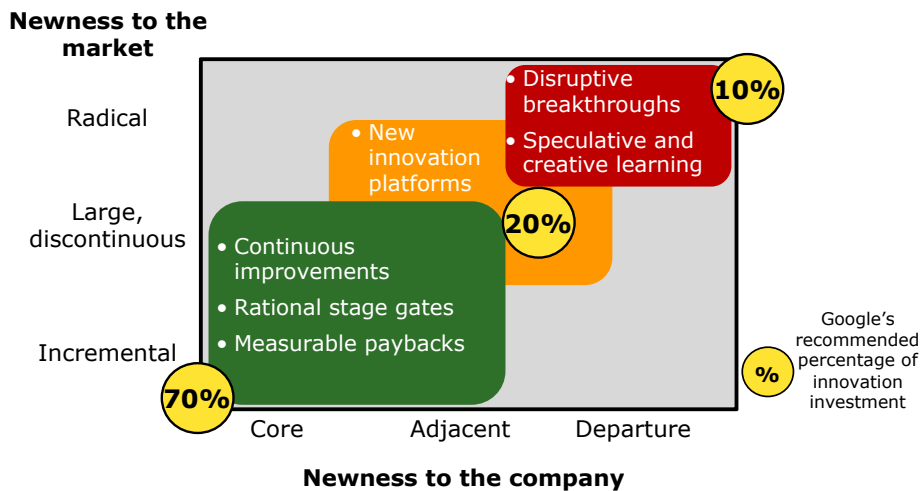 Newness to the
market
Radical
Large,
discontinuous
Incremental
• Disruptive
breakthroughs
• Speculative and
creative learning
10%
• New
innovation
platforms
20%
• Continuous
improvements
• Rational stage gates
• Measurable paybacks
70%
Core
Adjacent
Departure
Newness to the company
%
Google’s
recommended
percentage of
innovation
investment